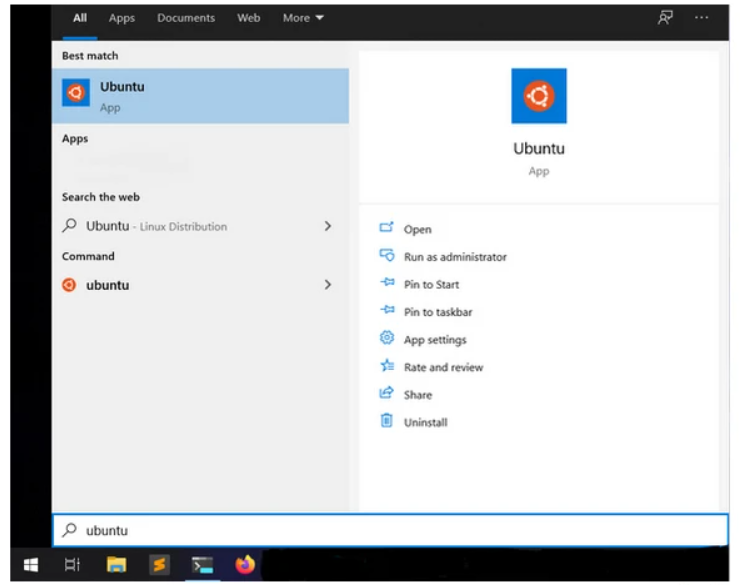 All Apps Documents Web More
Best match
Ubuntu
App
Apps
Search the web
Ubuntu - Linux Distribution
Command
ubuntu
Ubuntu
App
Open
Run as administrator
Pin to Start
Pin to taskbar
App settings
Rate and review
Share
Uninstall
ubuntu